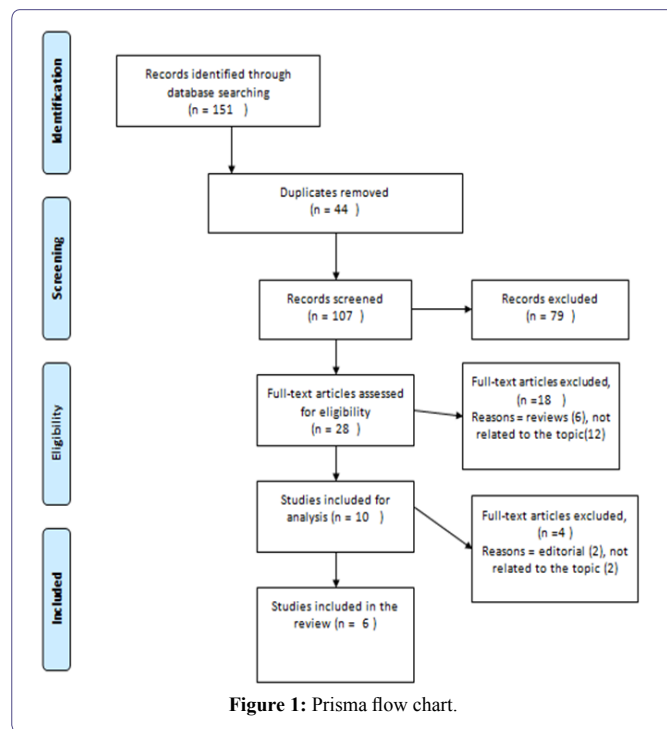 Identification
Records identified through
database searching
(n = 151 )
Duplicates removed
(n = 44 )
Screening
Records screened
(n = 107 )
Records excluded
(n = 79 )
Eligibility
Full-text articles assessed
for eligibility
(n = 28 )
Full-text articles excluded,
(n =18 )
Reasons = reviews (6), not
related to the topic(12)
Studies included for
analysis (n = 10 )
Full-text articles excluded,
(n =4 )
Reasons = editorial (2), not
related to the topic (2)
Included
Studies included in the
review (n = 6 )
Figure 1: Prisma flow chart.